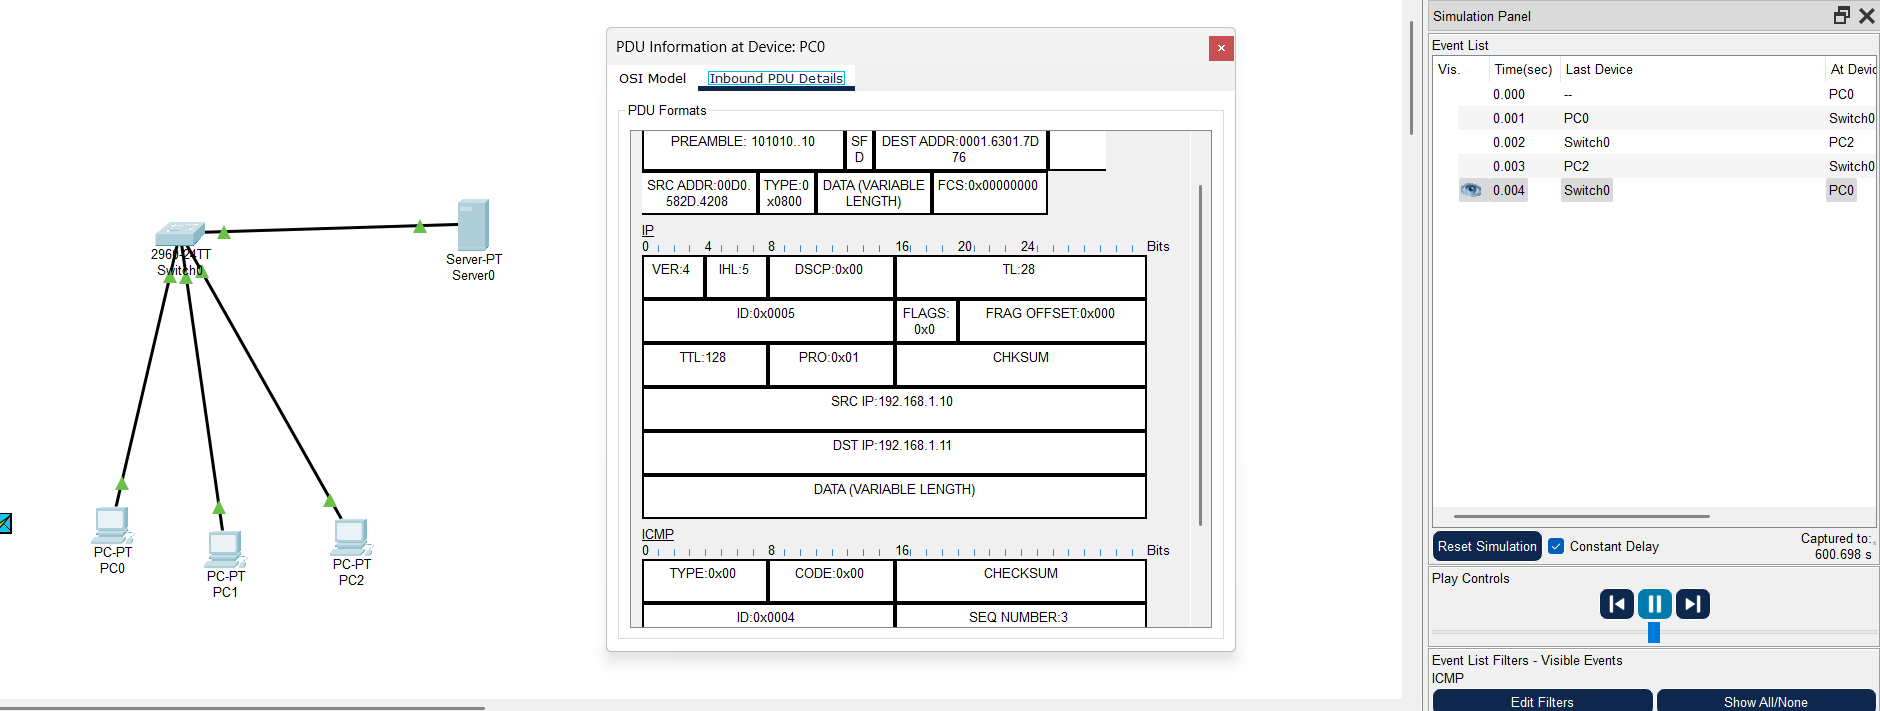 2960-24TT
Switch0
Server-PT
Server0
PC-PT
PC0
PC-PT
PC1
PC-PT
PC2
PDU Information at Device: PC0
OSI Model
Inbound PDU Details
PDU Formats
PREAMBLE: 101010..10
SF
D
DEST ADDR:0001.6301.7D
76
SRC ADDR:00D0.
582D.4208
TYPE:0
x0800
DATA (VARIABLE
LENGTH)
FCS:0x00000000
IP
0 4 8 16 20 24 Bits
VER:4
IHL:5
DSCP:0x00
TL:28
ID:0x0005
FLAGS:
0x0
FRAG OFFSET:0x000
TTL:128
PRO:0x01
CHKSUM
SRC IP:192.168.1.10
DST IP:192.168.1.11
DATA (VARIABLE LENGTH)
ICMP
0 8 16 Bits
TYPE:0x00
CODE:0x00
CHECKSUM
ID:0x0004
SEQ NUMBER:3
Simulation Panel
Event List
Vis. Time(sec) Last Device At Devic
0.000 -- PC0
0.001 PC0 Switch0
0.002 Switch0 PC2
0.003 PC2 Switch0
0.004 Switch0 PC0
Reset Simulation
Constant Delay
Captured to:
600.698 s
Play Controls
Event List Filters - Visible Events
ICMP
Edit Filters
Show All/None